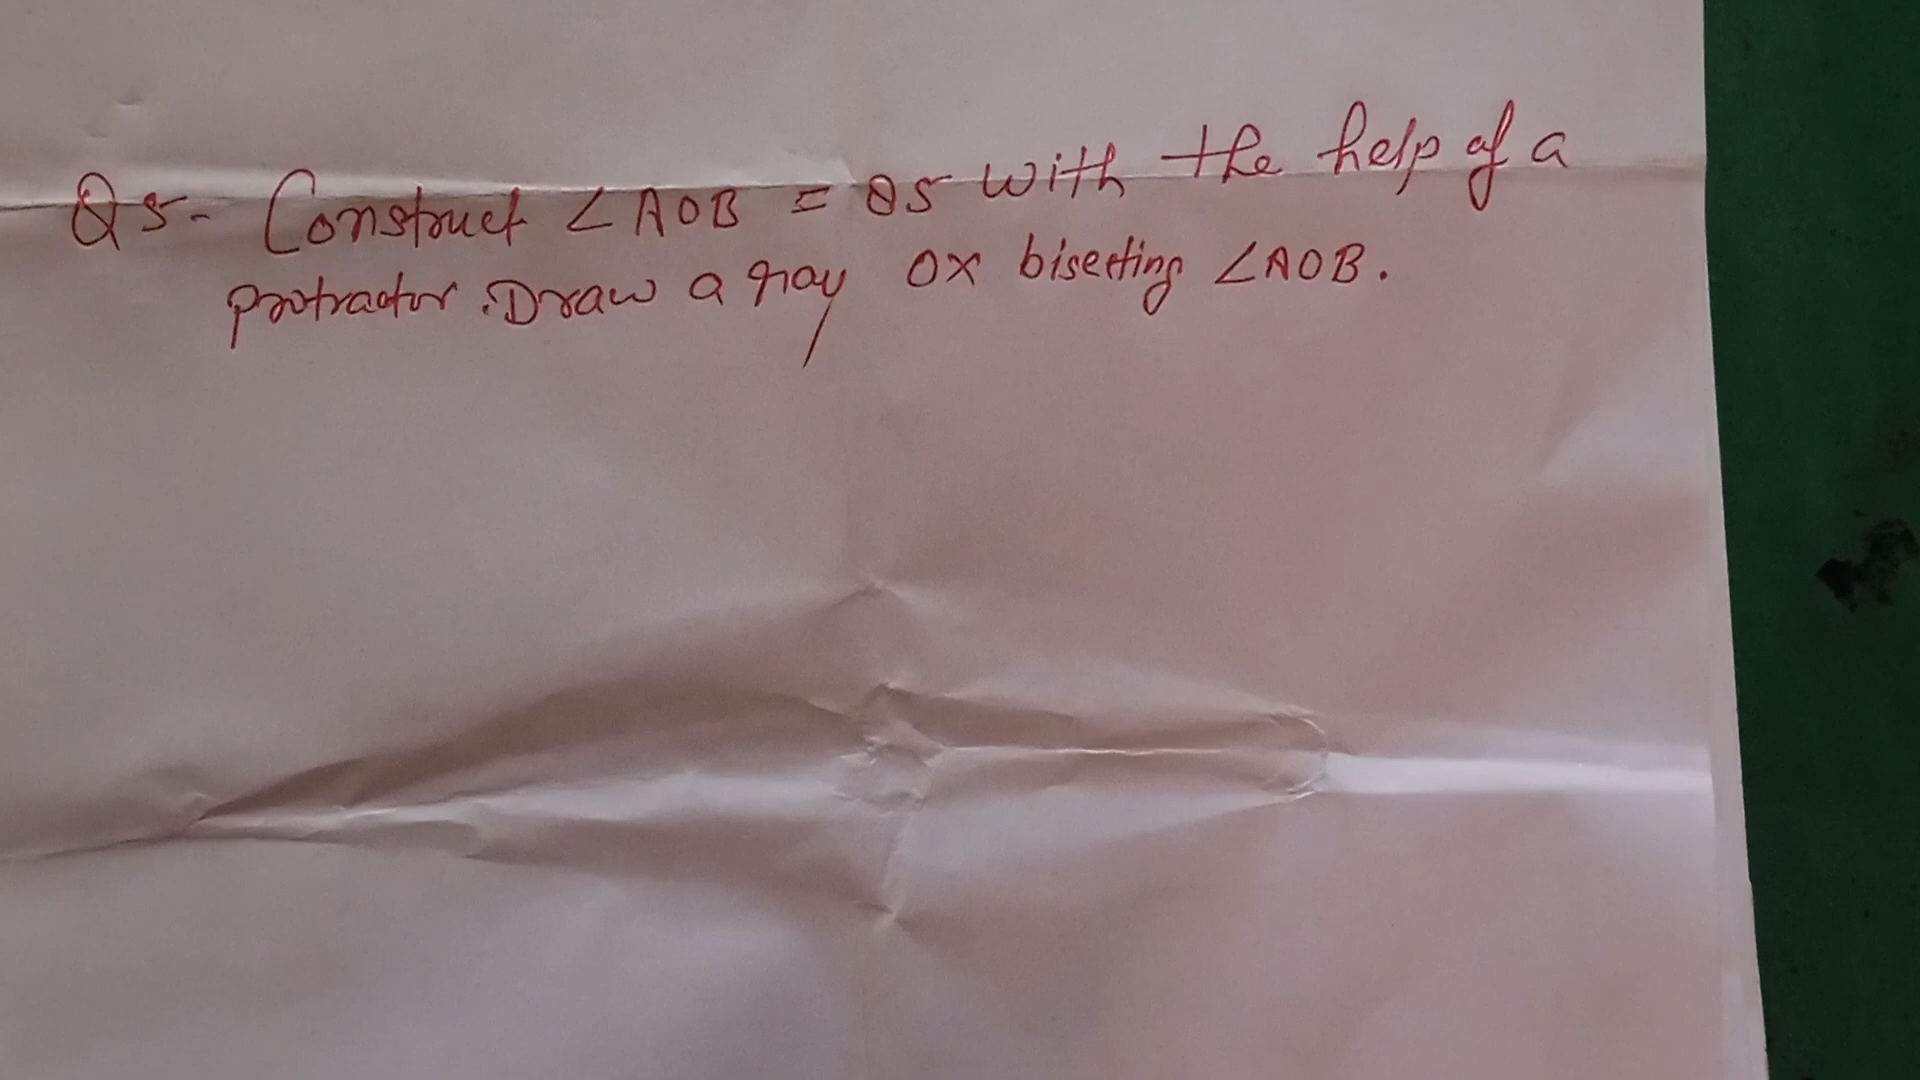 Q5- Construct ∠AOB = 85 with the help of a
protractor. Draw a ray OX bisecting ∠AOB.